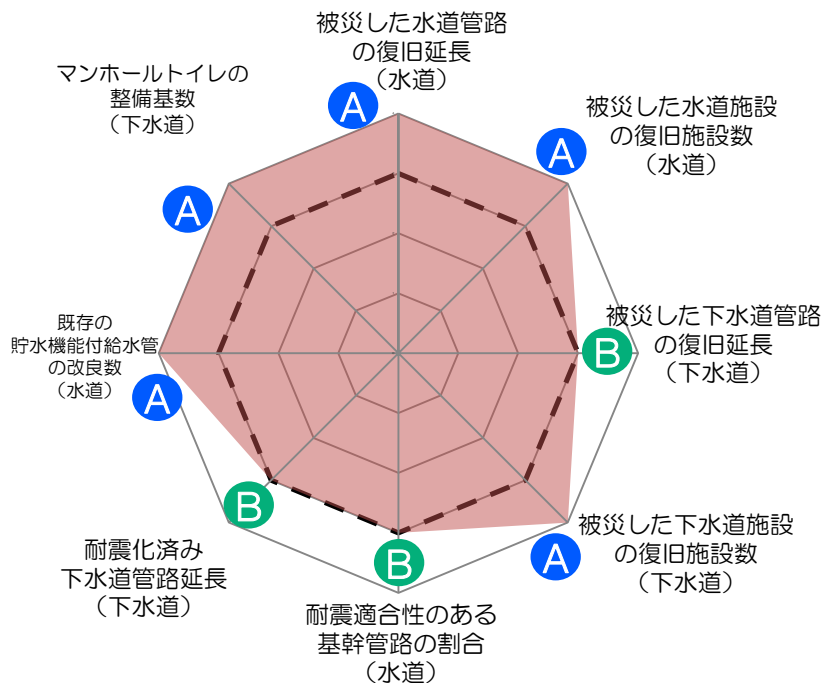 被災した水道管路
の復旧延長
（水道）
A
被災した水道施設
の復旧施設数
（水道）
A
被災した下水道管路
の復旧延長
（下水道）
B
被災した下水道施設
の復旧施設数
（下水道）
A
耐震適合性のある
基幹管路の割合
（水道）
B
耐震化済み
下水道管路延長
（下水道）
B
既存の
貯水機能付給水管
の改良数
（水道）
A
マンホールトイレの
整備基数
（下水道）
A